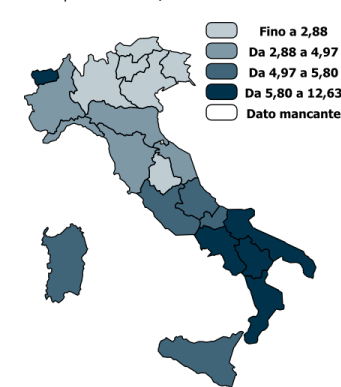 Fino a 2,88
Da 2,88 a 4,97
Da 4,97 a 5,80
Da 5,80 a 12,63
Dato mancante